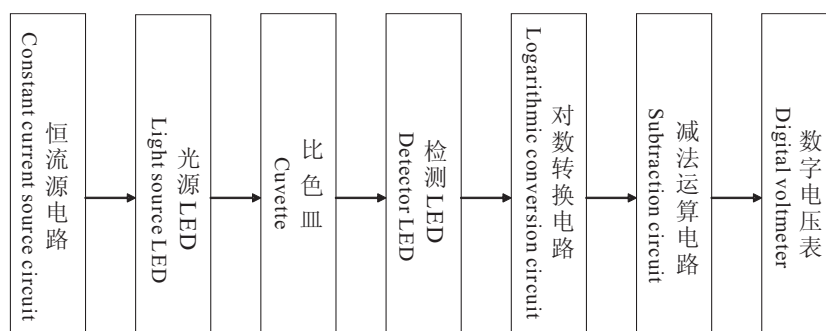 恒流源电路
Constant current source circuit
光源LED
Light source LED
比色皿
Cuvette
检测LED
Detector LED
对数转换电路
Logarithmic conversion circuit
减法运算电路
Subtraction circuit
数字电压表
Digital voltmeter